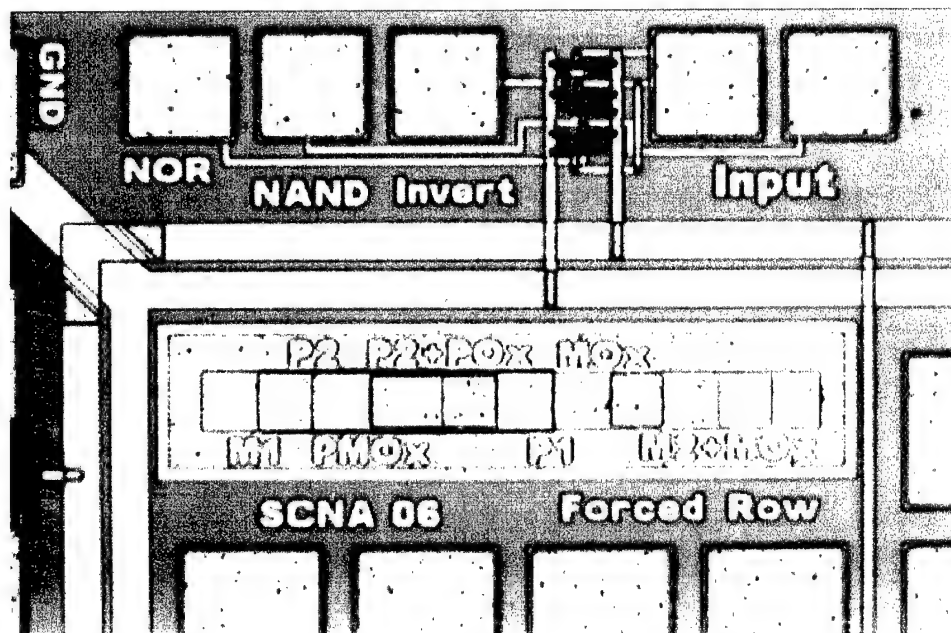 GND
NOR
NAND Invert
Input
P2 P2+POx MOx
M1 PMOx P1 M2+MOx
SCNA 06 Forced Row